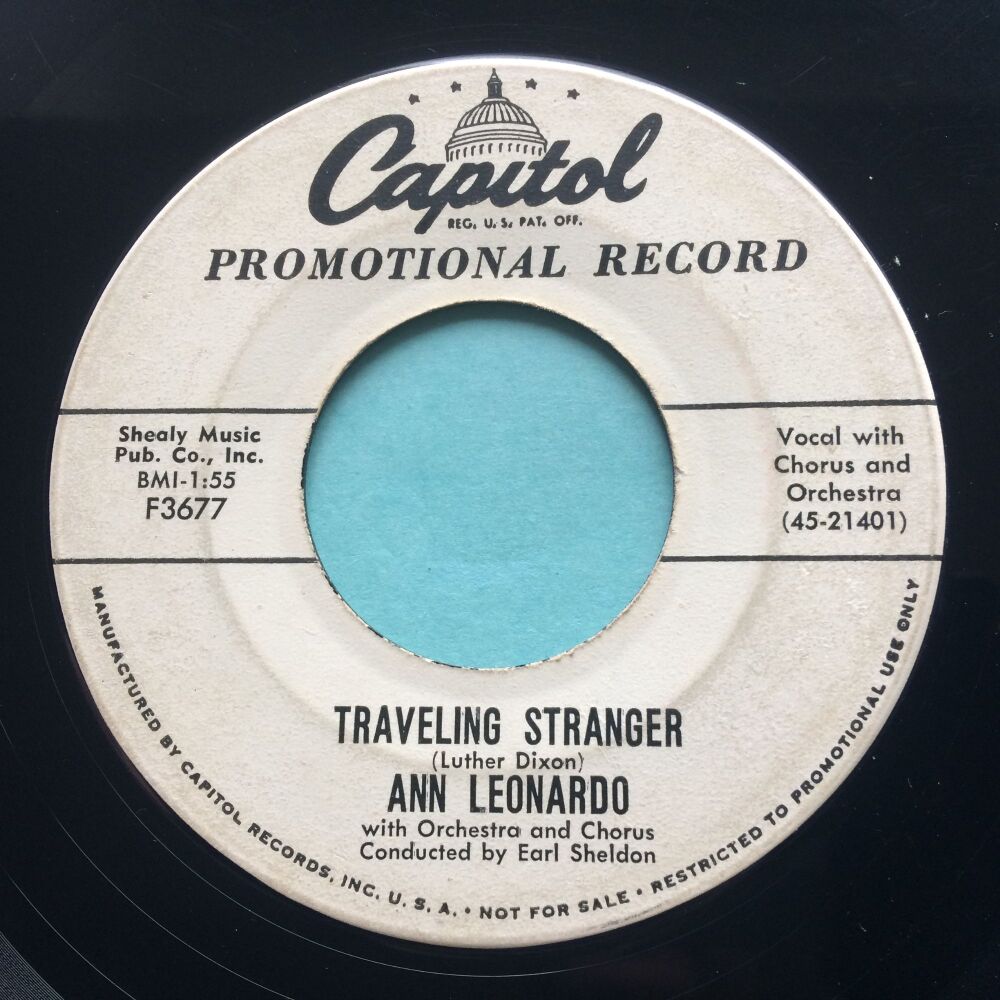 Capitol
REG. U. S. PAT. OFF.
PROMOTIONAL RECORD
Shealy Music
Pub. Co., Inc.
BMI-1:55
F3677
Vocal with
Chorus and
Orchestra
(45-21401)
TRAVELING STRANGER
(Luther Dixon)
ANN LEONARDO
with Orchestra and Chorus
Conducted by Earl Sheldon
MANUFACTURED BY CAPITOL RECORDS, INC. U. S. A. • NOT FOR SALE • RESTRICTED TO PROMOTIONAL USE ONLY